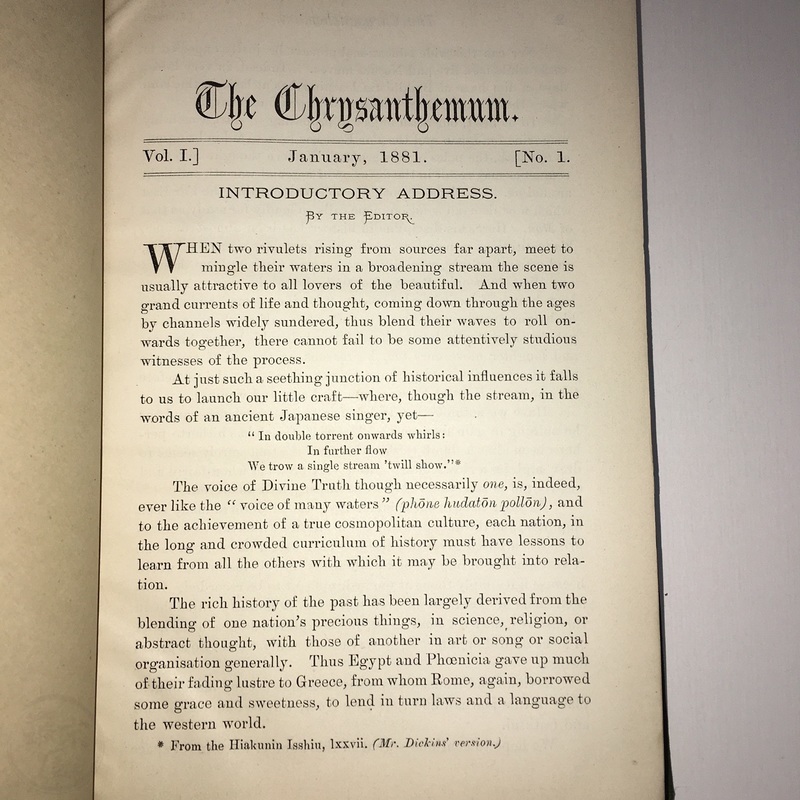 The Chrysanthemum.
Vol. I.] January, 1881. [No. 1.
INTRODUCTORY ADDRESS.
By the Editor.
WHEN two rivulets rising from sources far apart, meet to
mingle their waters in a broadening stream the scene is
usually attractive to all lovers of the beautiful. And when two
grand currents of life and thought, coming down through the ages
by channels widely sundered, thus blend their waves to roll on-
wards together, there cannot fail to be some attentively studious
witnesses of the process.
At just such a seething junction of historical influences it falls
to us to launch our little craft—where, though the stream, in the
words of an ancient Japanese singer, yet—
“ In double torrent onwards whirls:
In further flow
We trow a single stream 'twill show.”*
The voice of Divine Truth though necessarily one, is, indeed,
ever like the “ voice of many waters ” (phōne hudatōn pollōn), and
to the achievement of a true cosmopolitan culture, each nation, in
the long and crowded curriculum of history must have lessons to
learn from all the others with which it may be brought into rela-
tion.
The rich history of the past has been largely derived from the
blending of one nation's precious things, in science, religion, or
abstract thought, with those of another in art or song or social
organisation generally. Thus Egypt and Phœnicia gave up much
of their fading lustre to Greece, from whom Rome, again, borrowed
some grace and sweetness, to lend in turn laws and a language to
the western world.
* From the Hiakunin Isshiu, lxxvii. (Mr. Dickins' version.)